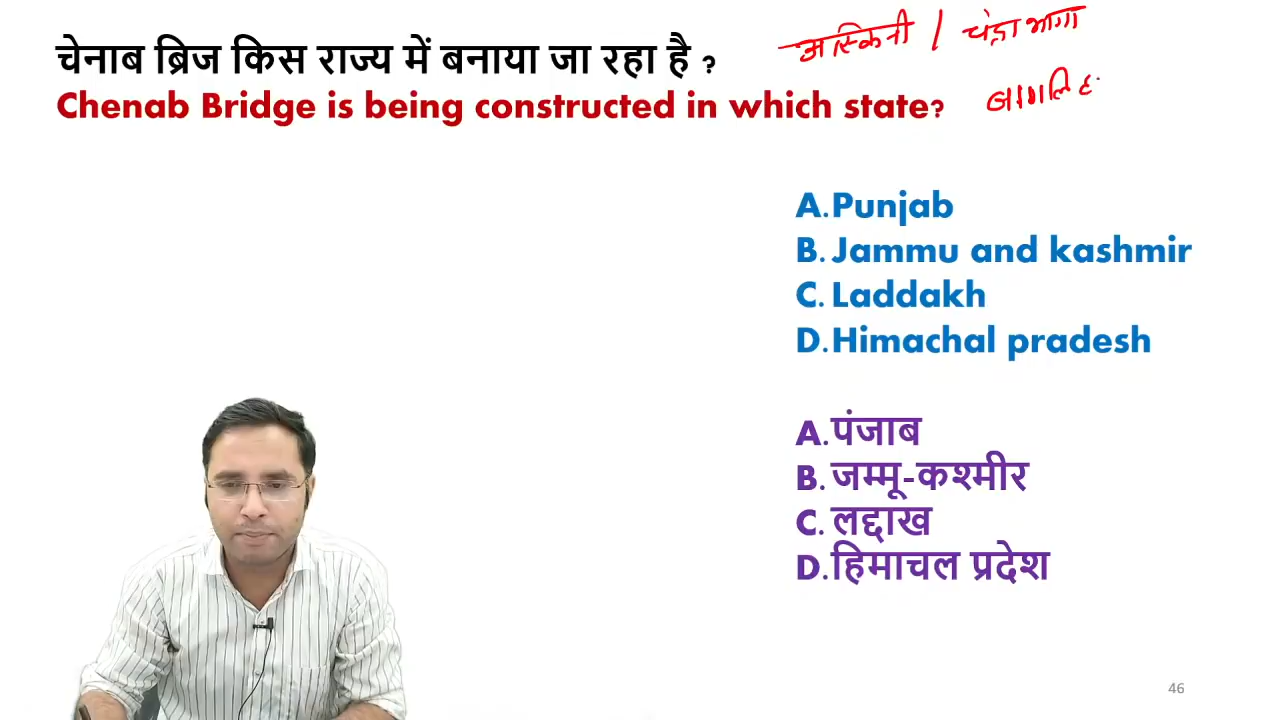 चेनाब ब्रिज किस राज्य में बनाया जा रहा है ?
अस्किनी / चंद्रभागा
Chenab Bridge is being constructed in which state?
A.Punjab
B. Jammu and kashmir
C. Laddakh
D.Himachal pradesh
A.पंजाब
B. जम्मू-कश्मीर
C. लद्दाख
D.हिमाचल प्रदेश
46